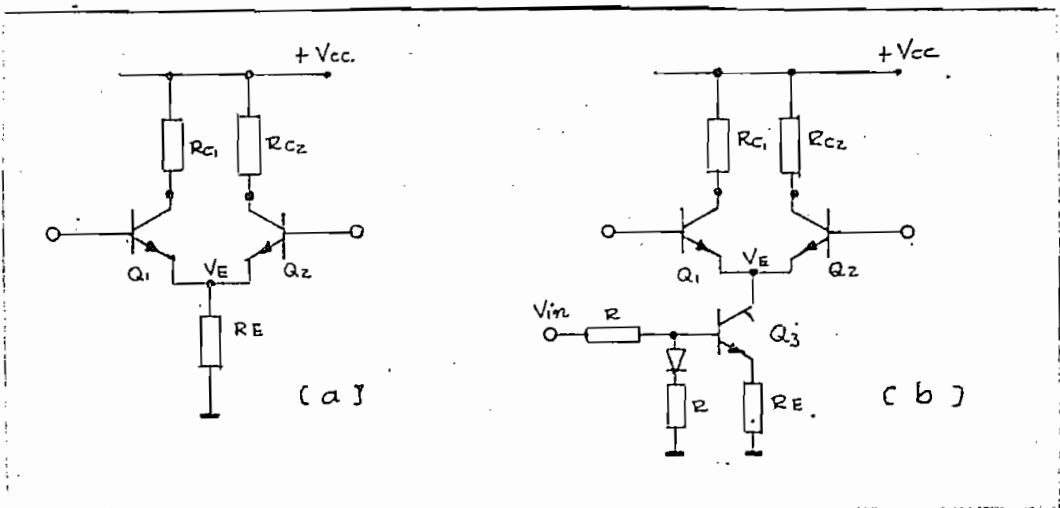 + Vcc.
+ Vcc
RC1
RC2
RC1
RC2
Q1
VE
Q2
Q1
VE
Q2
Vin
R
Q3
RE
R
RE
(a)
(b)